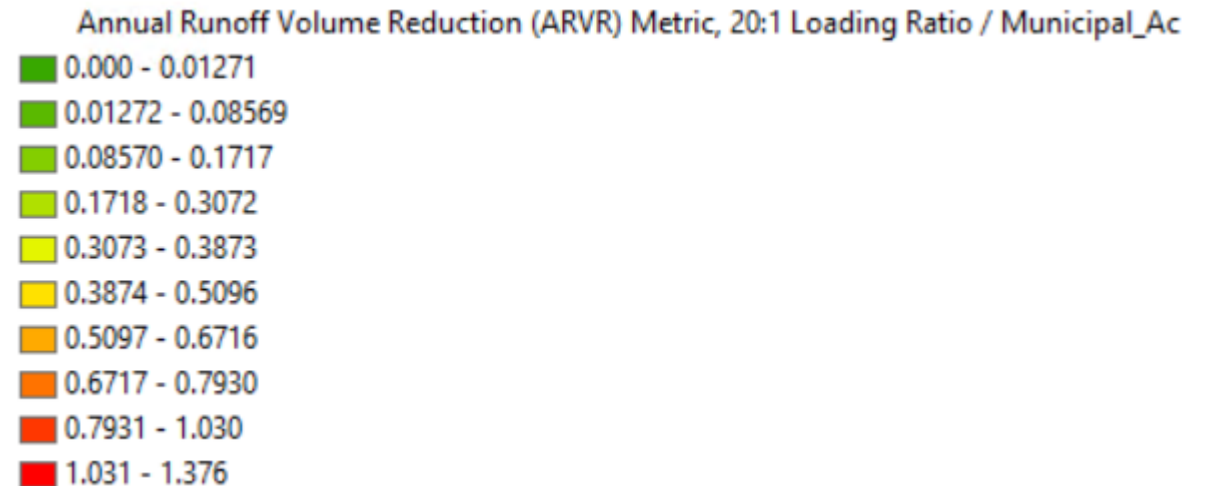 Annual Runoff Volume Reduction (ARVR) Metric, 20:1 Loading Ratio / Municipal_Ac
0.000 - 0.01271
0.01272 - 0.08569
0.08570 - 0.1717
0.1718 - 0.3072
0.3073 - 0.3873
0.3874 - 0.5096
0.5097 - 0.6716
0.6717 - 0.7930
0.7931 - 1.030
1.031 - 1.376